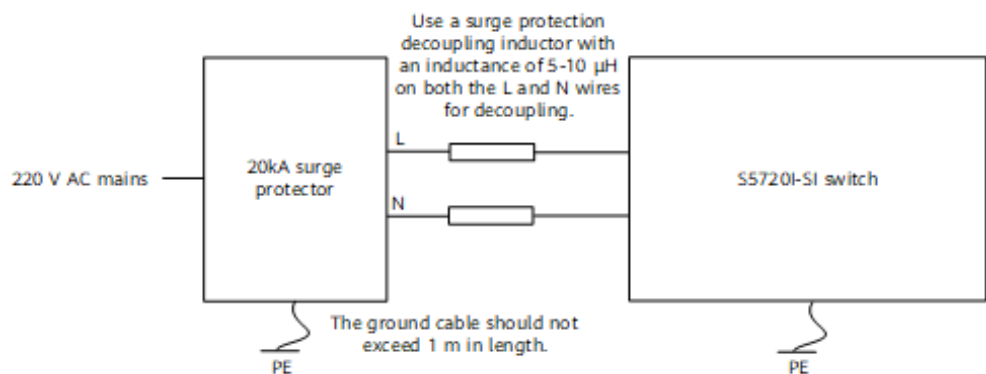 Use a surge protection
decoupling inductor with
an inductance of 5-10 μH
on both the L and N wires
for decoupling.
L
220 V AC mains
20kA surge
protector
S5720I-SI switch
N
The ground cable should not
exceed 1 m in length.
PE
PE